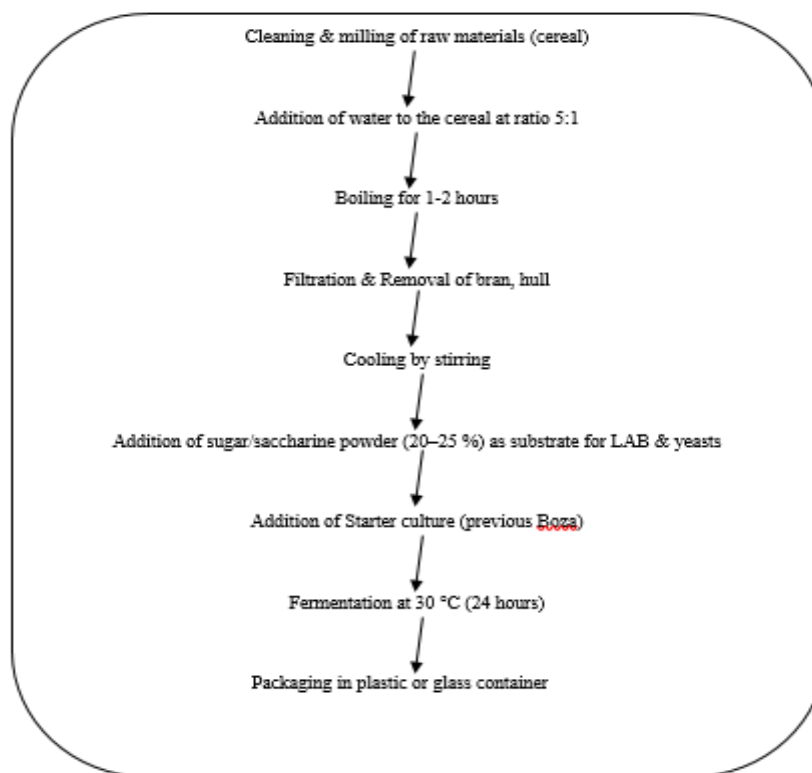 Cleaning & milling of raw materials (cereal)
Addition of water to the cereal at ratio 5:1
Boiling for 1-2 hours
Filtration & Removal of bran, hull
Cooling by stirring
Addition of sugar/saccharine powder (20–25 %) as substrate for LAB & yeasts
Addition of Starter culture (previous Boza)
Fermentation at 30 °C (24 hours)
Packaging in plastic or glass container